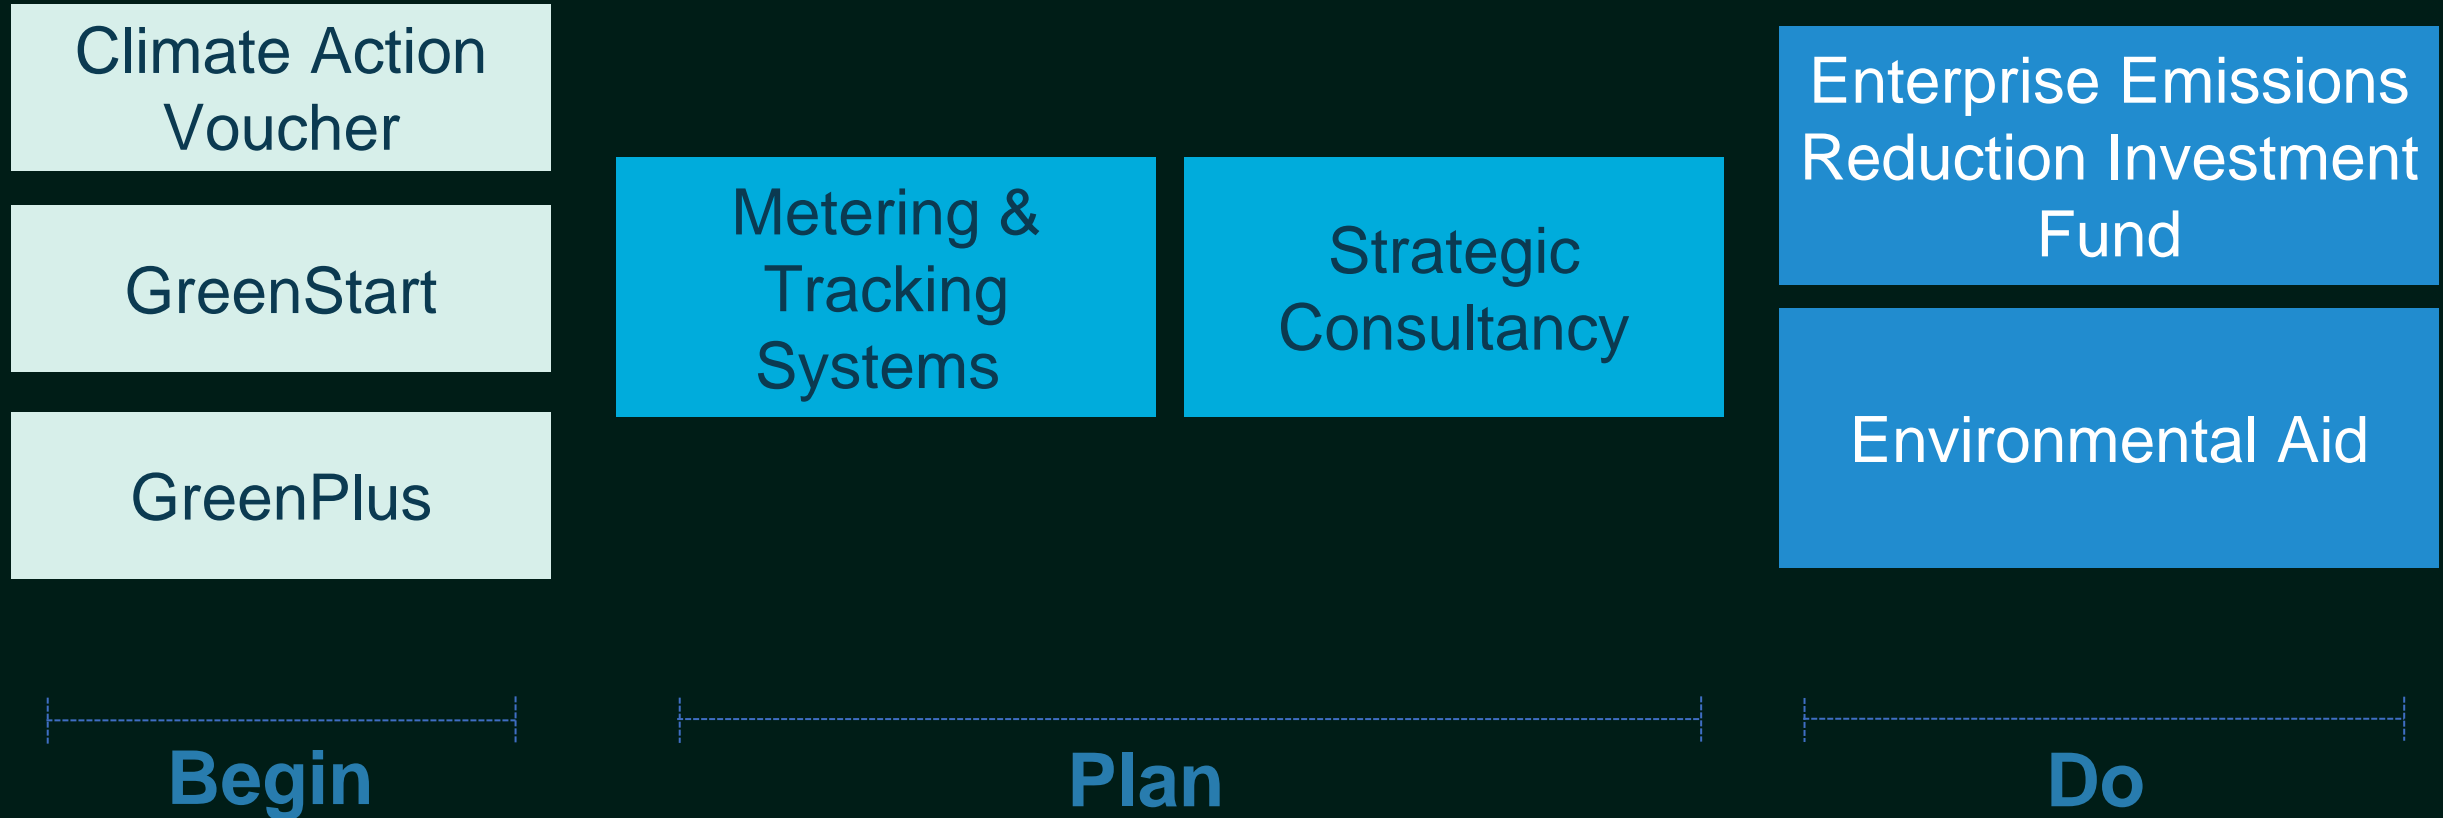 Climate Action
Voucher
GreenStart
GreenPlus
Metering &
Tracking
Systems
Strategic
Consultancy
Enterprise Emissions
Reduction Investment
Fund
Environmental Aid
Begin
Plan
Do